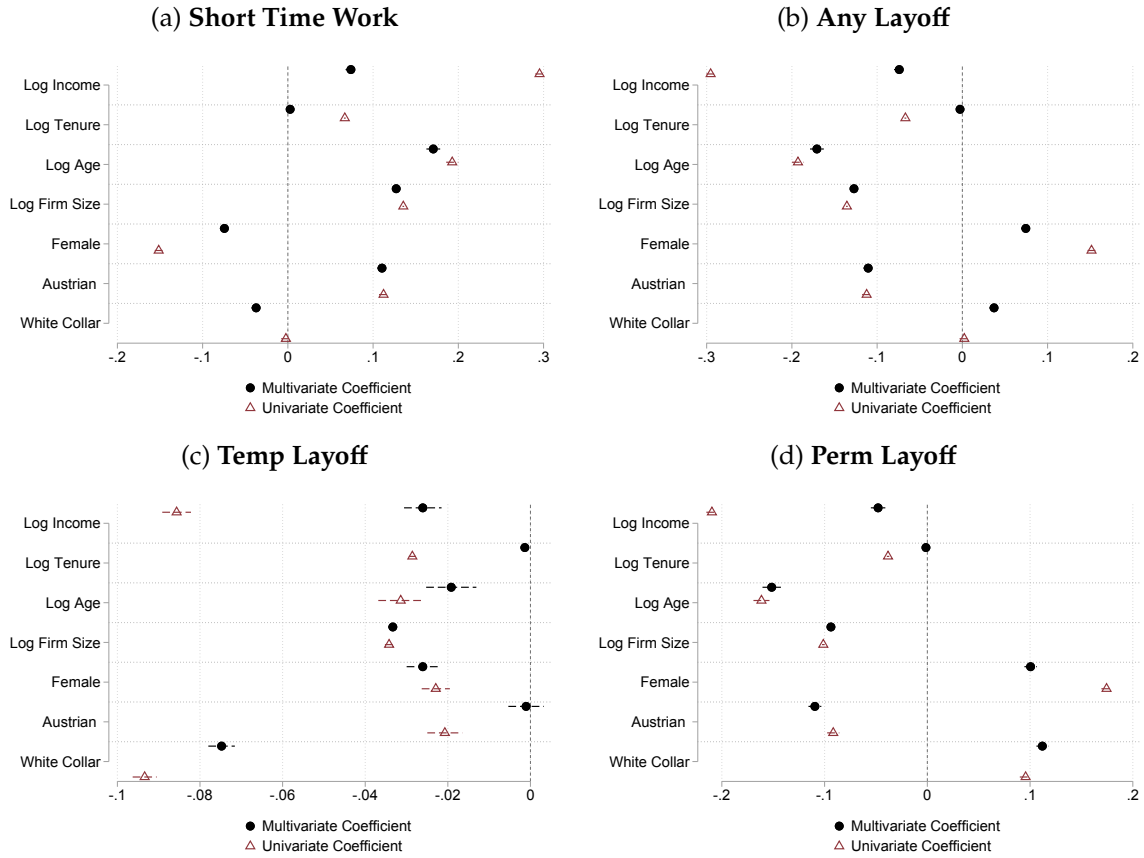 (a) Short Time Work
Log Income
Log Tenure
Log Age
Log Firm Size
Female
Austrian
White Collar
-.2 -.1 0 .1 .2 .3
Multivariate Coefficient
Univariate Coefficient
(b) Any Layoff
Log Income
Log Tenure
Log Age
Log Firm Size
Female
Austrian
White Collar
-.3 -.2 -.1 0 .1 .2
Multivariate Coefficient
Univariate Coefficient
(c) Temp Layoff
Log Income
Log Tenure
Log Age
Log Firm Size
Female
Austrian
White Collar
-.1 -.08 -.06 -.04 -.02 0
Multivariate Coefficient
Univariate Coefficient
(d) Perm Layoff
Log Income
Log Tenure
Log Age
Log Firm Size
Female
Austrian
White Collar
-.2 -.1 0 .1 .2
Multivariate Coefficient
Univariate Coefficient